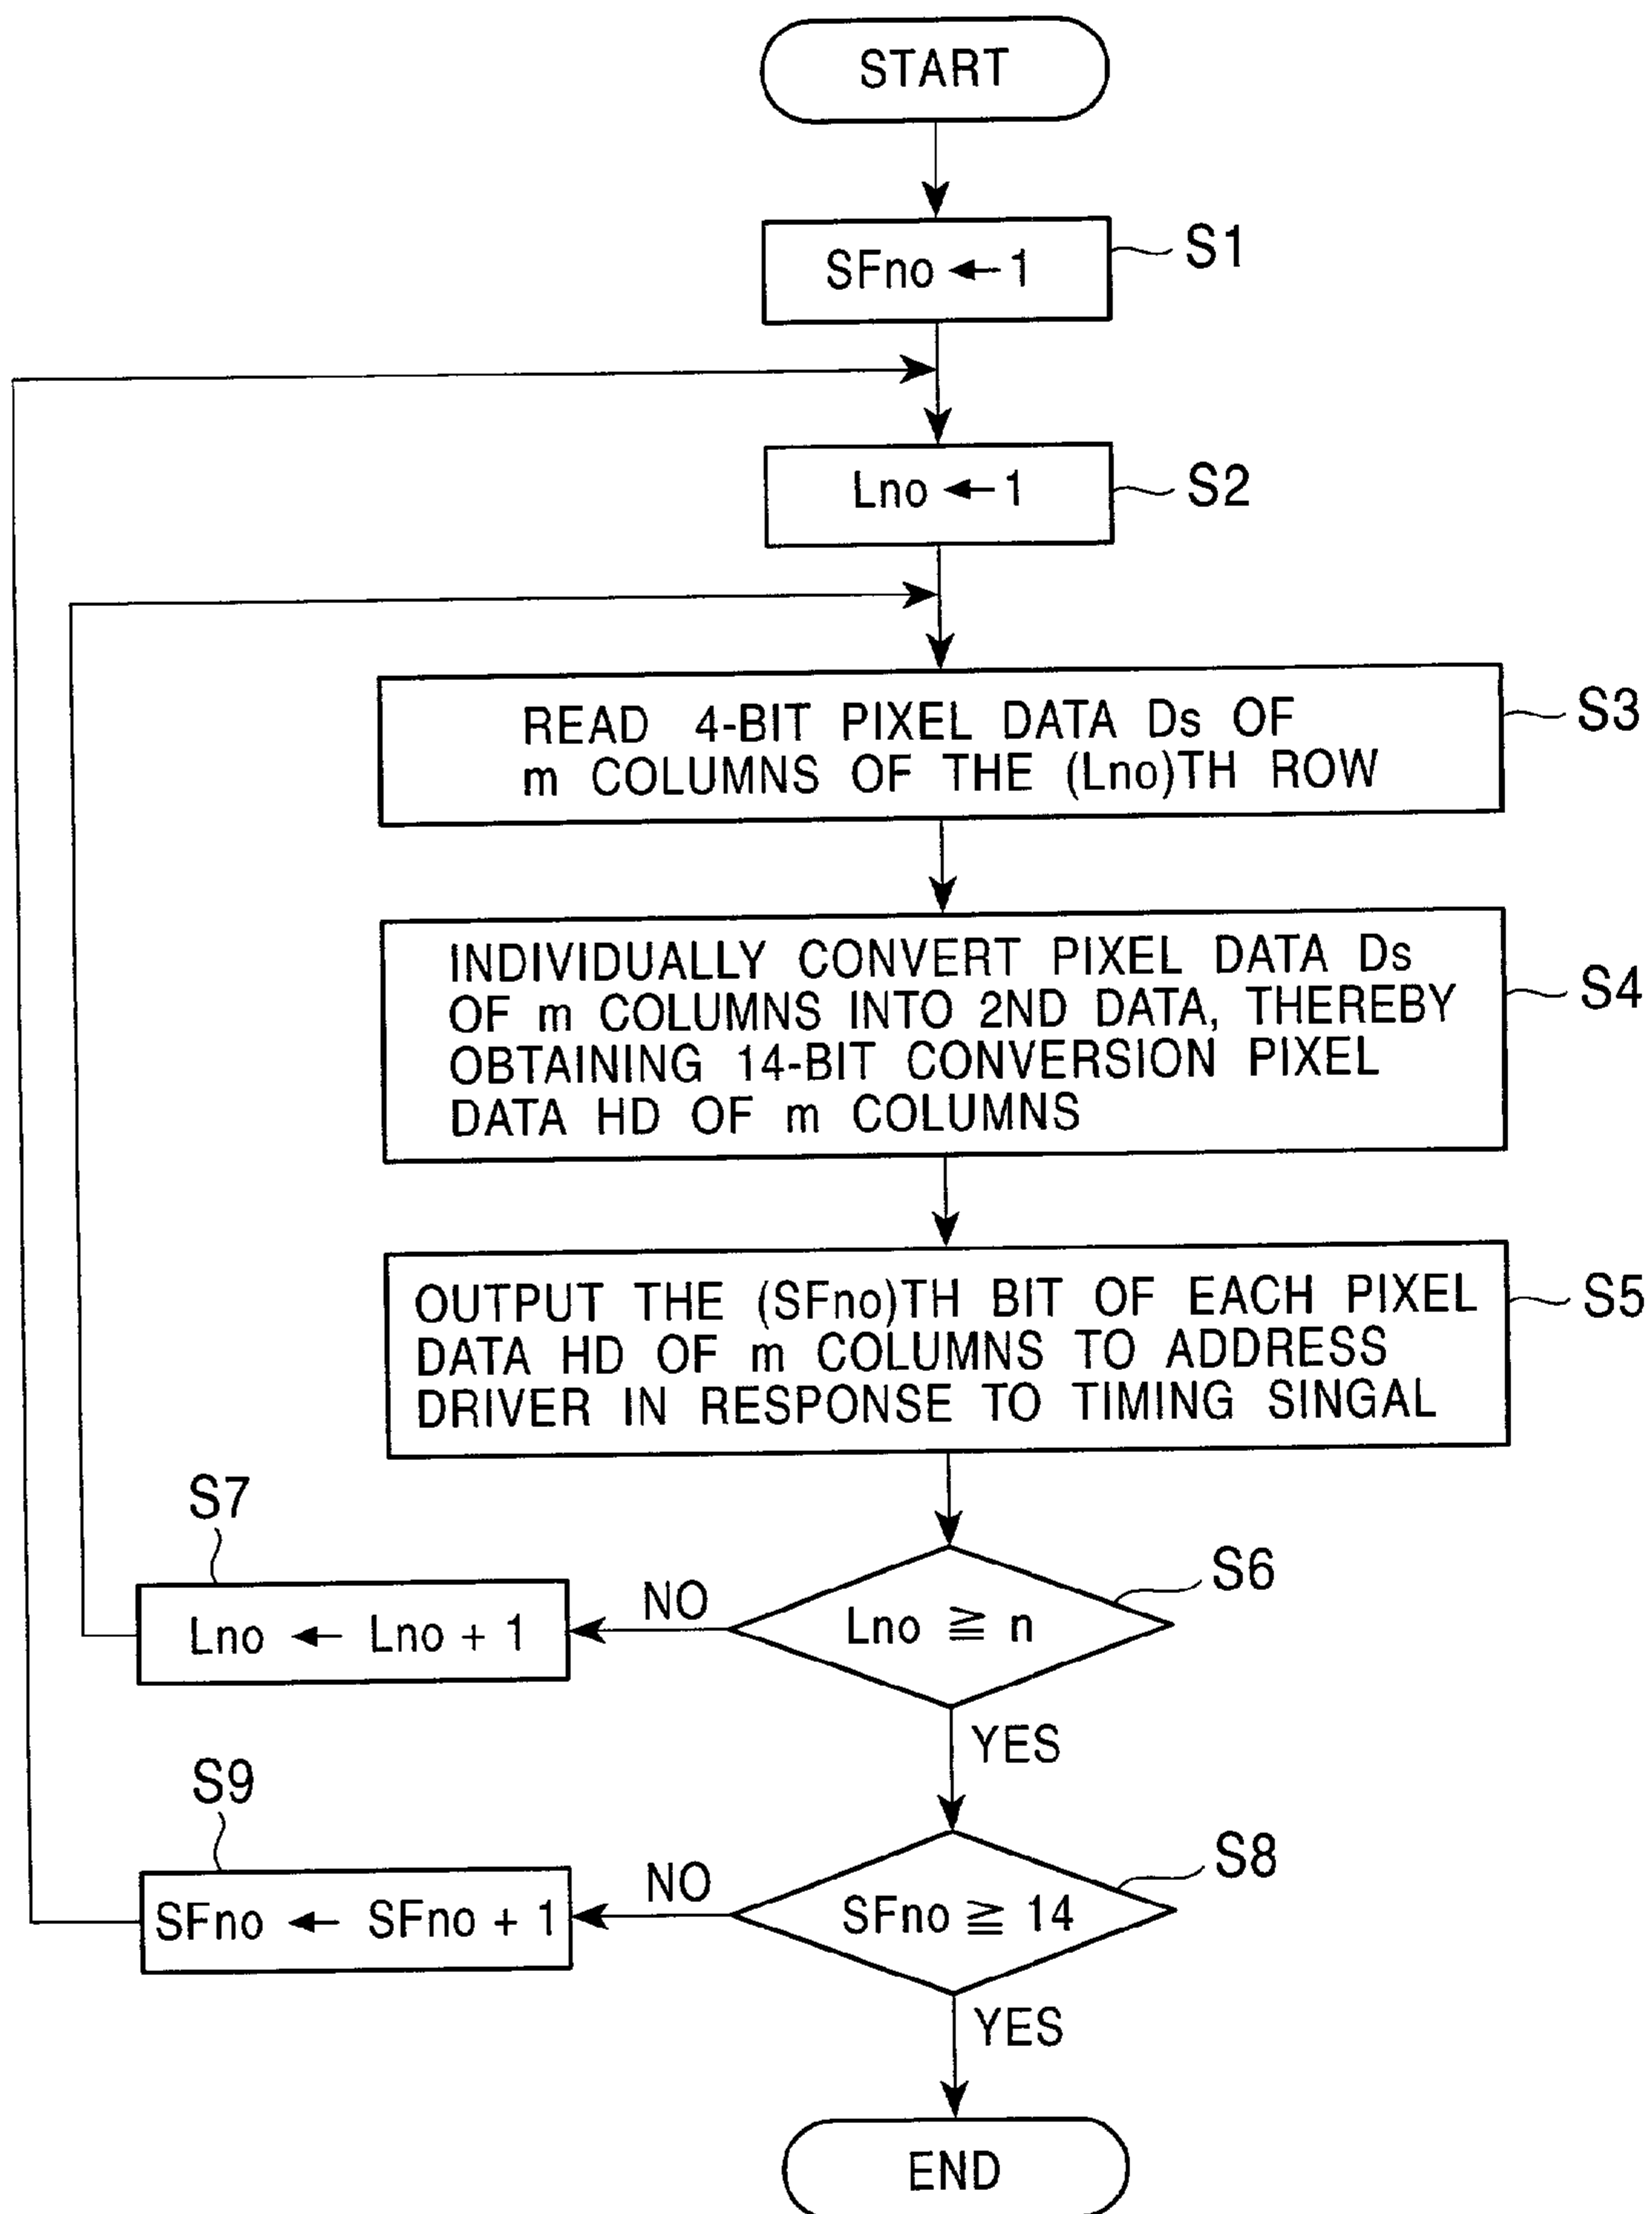 START
SFno ← 1
S1
Lno ← 1
S2
READ 4-BIT PIXEL DATA Ds OF
m COLUMNS OF THE (Lno)TH ROW
S3
INDIVIDUALLY CONVERT PIXEL DATA Ds
OF m COLUMNS INTO 2ND DATA, THEREBY
OBTAINING 14-BIT CONVERSION PIXEL
DATA HD OF m COLUMNS
S4
OUTPUT THE (SFno)TH BIT OF EACH PIXEL
DATA HD OF m COLUMNS TO ADDRESS
DRIVER IN RESPONSE TO TIMING SINGAL
S5
S7
Lno ← Lno + 1
NO
Lno ≧ n
S6
YES
S9
SFno ← SFno + 1
NO
SFno ≧ 14
S8
YES
END